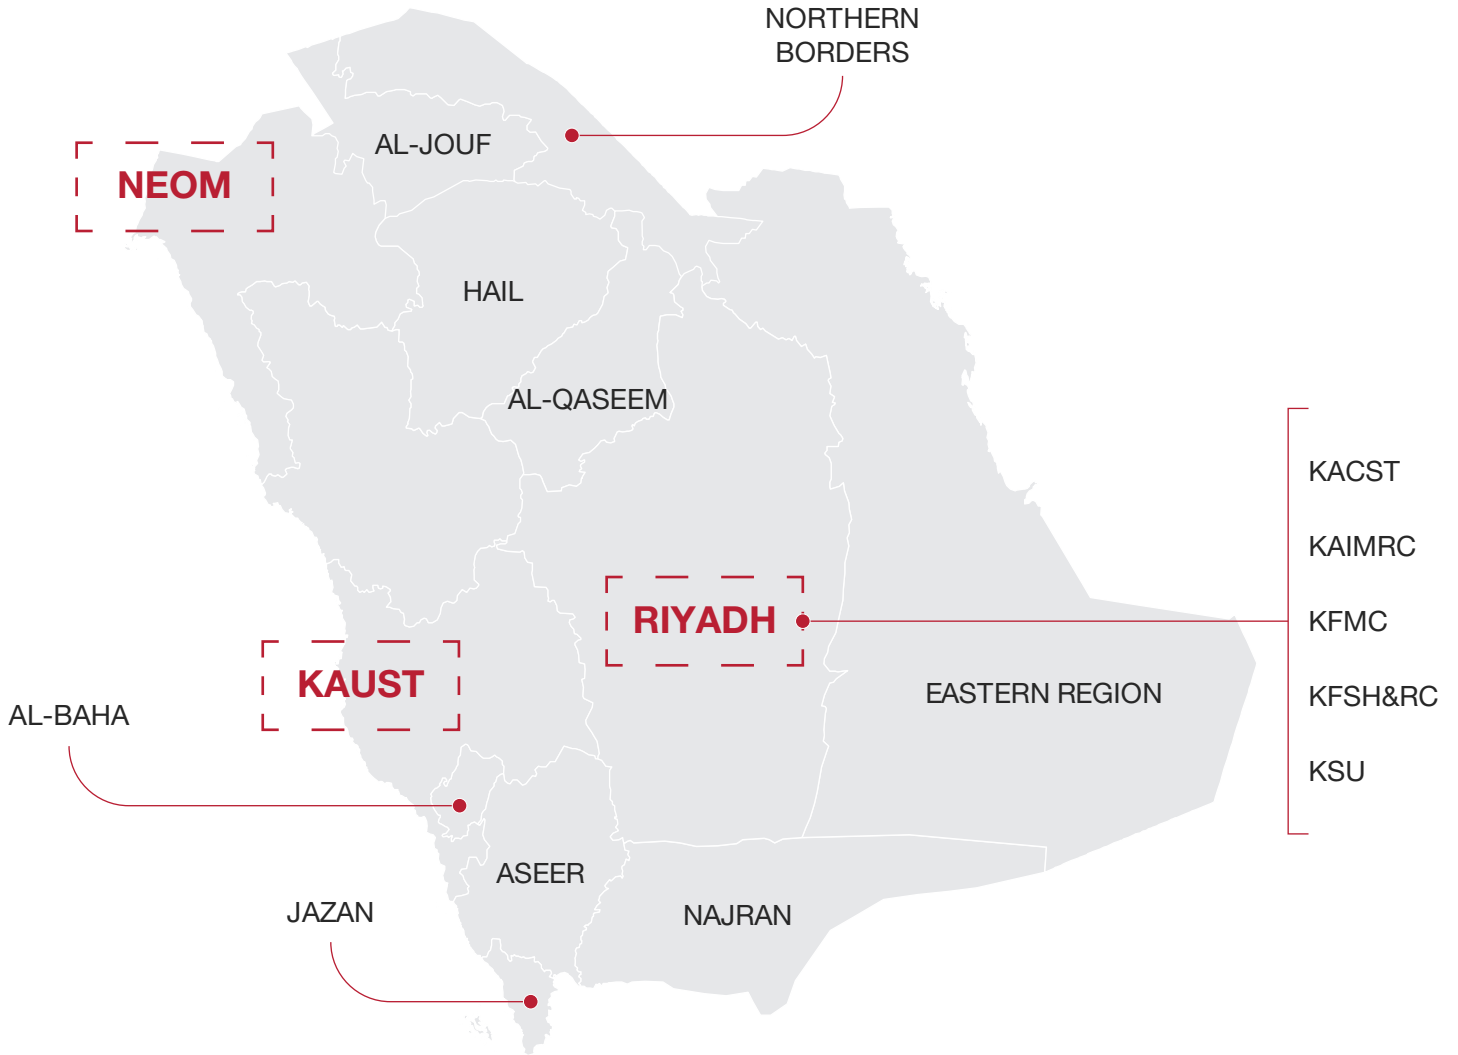 NORTHERN
BORDERS
AL-JOUF
NEOM
HAIL
AL-QASEEM
KACST
KAIMRC
RIYADH
KFMC
KAUST
EASTERN REGION
KFSH&RC
AL-BAHA
KSU
ASEER
JAZAN
NAJRAN